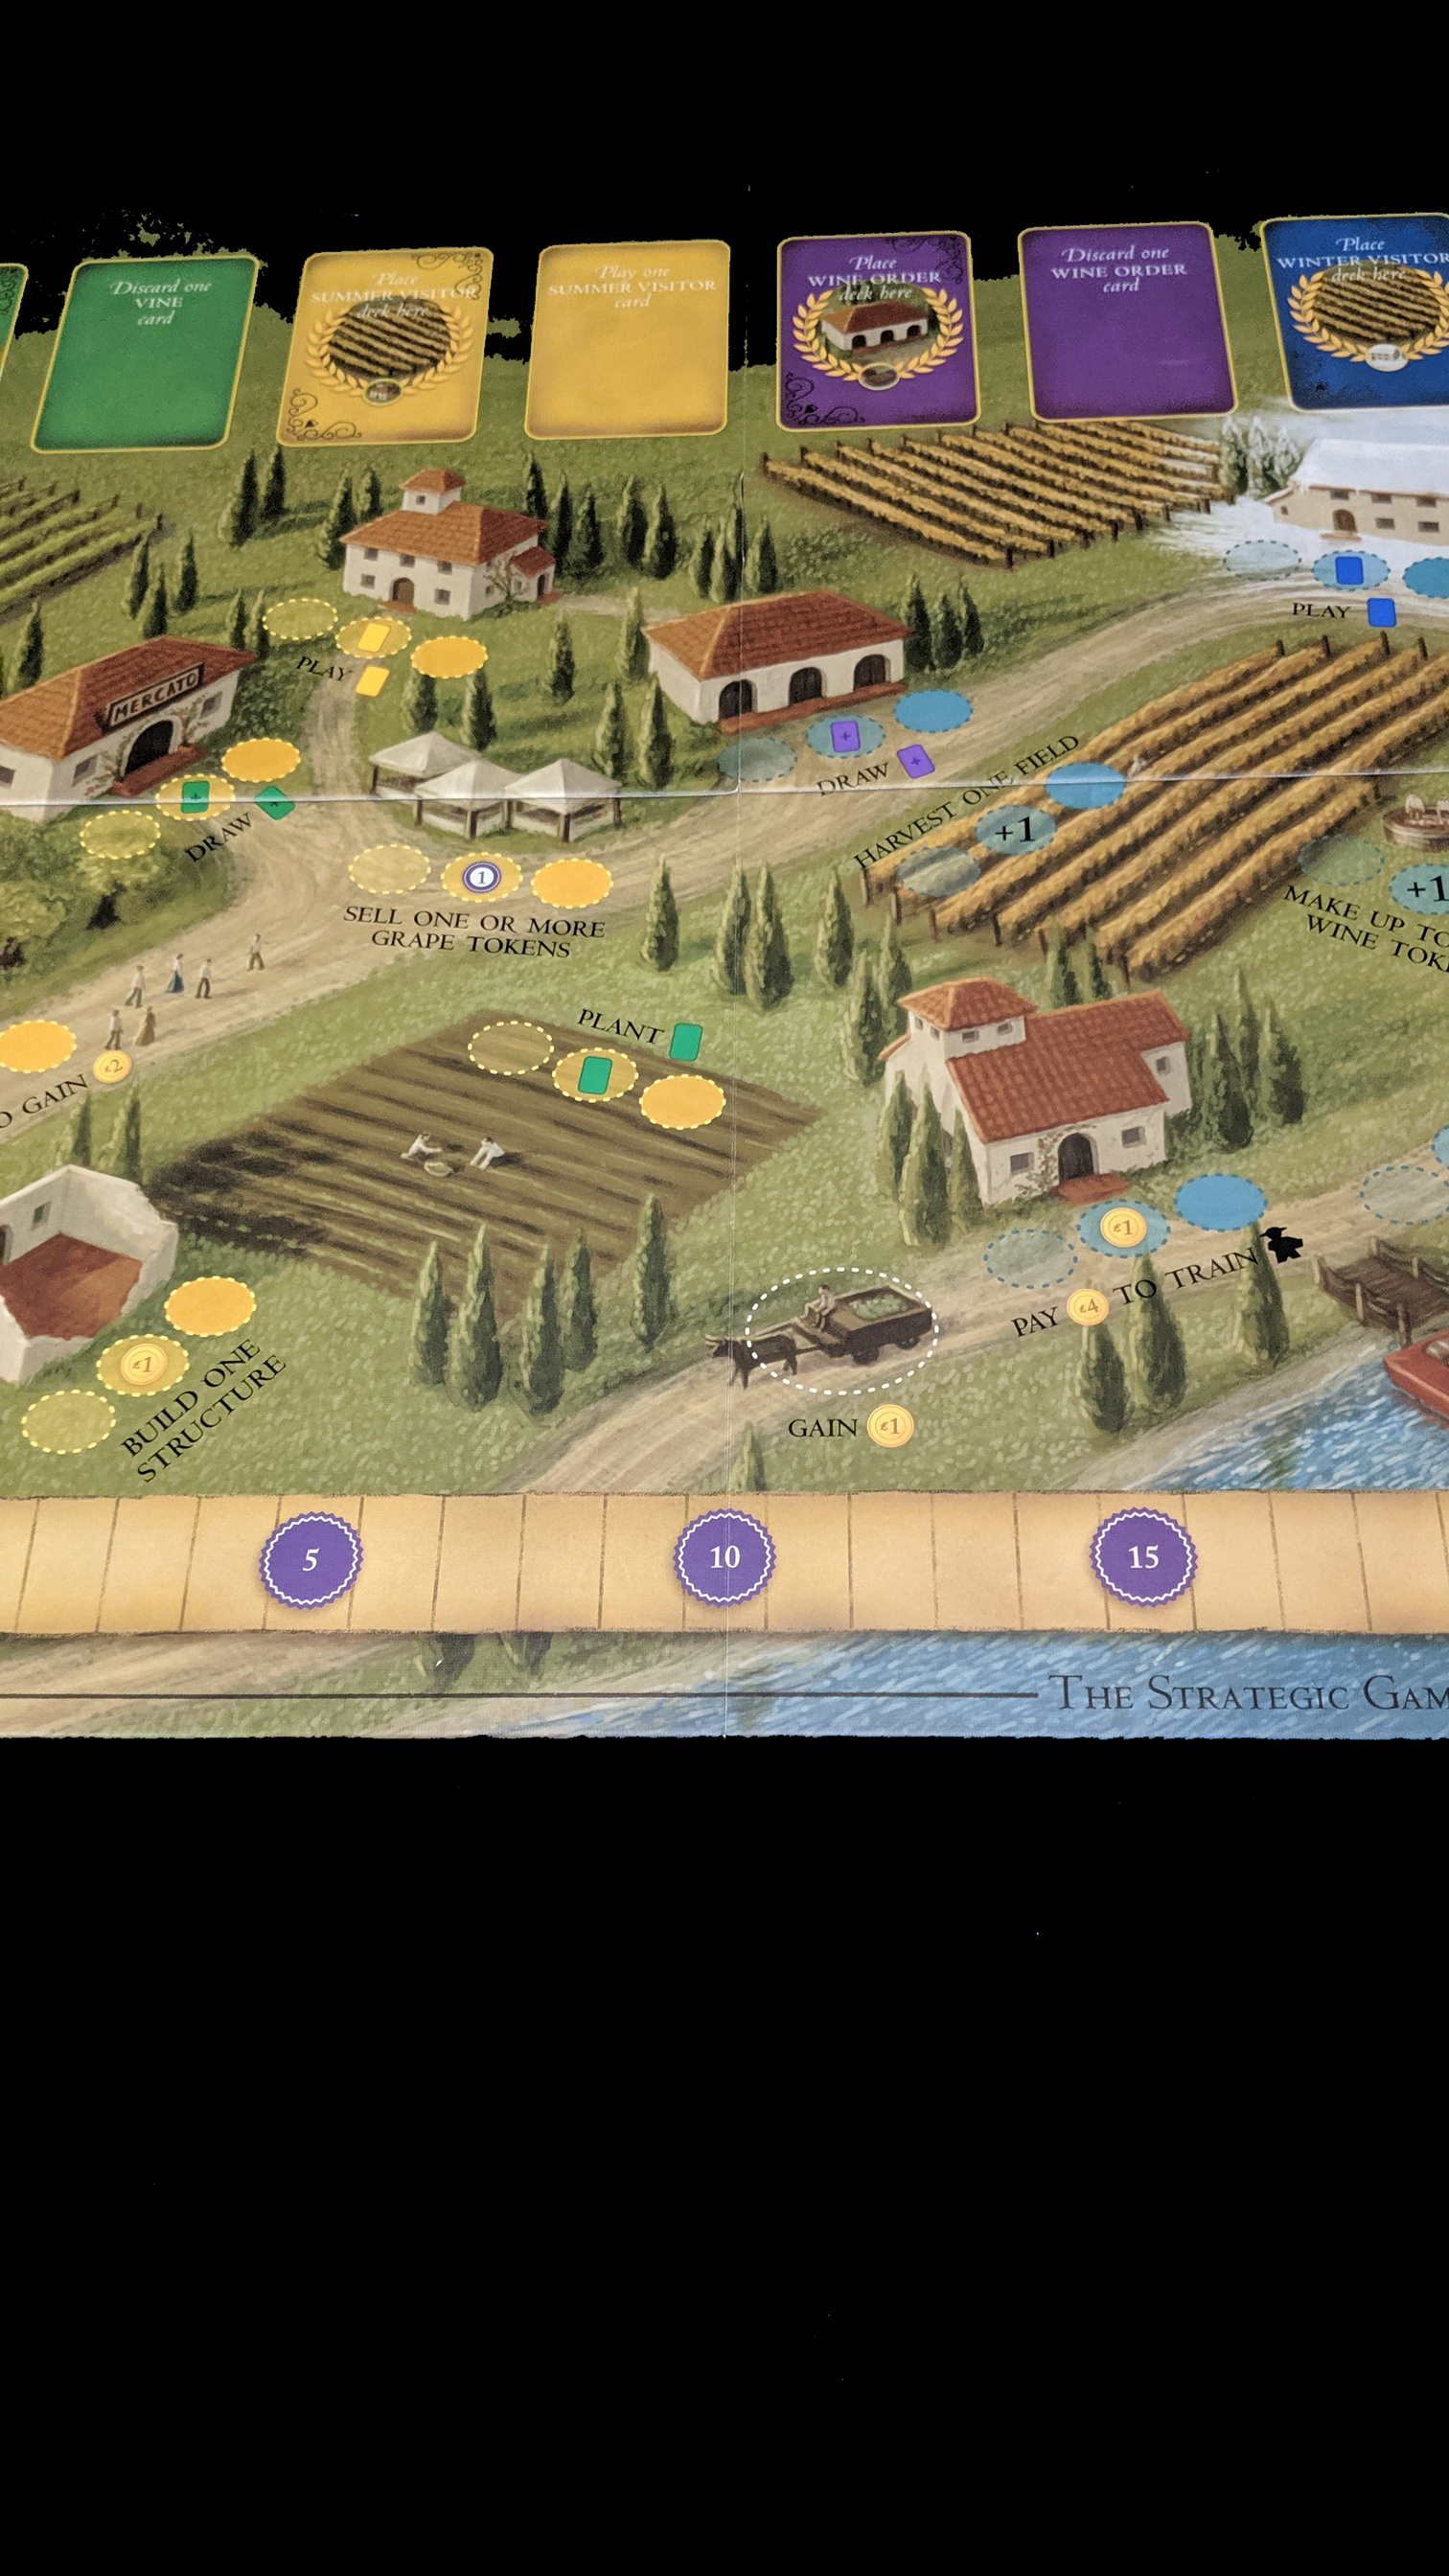 Discard one
VINE
card
Place
SUMMER VISITOR
deck here
Play one
SUMMER VISITOR
card
Place
WINE ORDER
deck here
Discard one
WINE ORDER
card
Place
WINTER VISITOR
deck here
PLAY
PLAY
MERCATO
DRAW
DRAW
HARVEST ONE FIELD
+1
+1
MAKE UP TO
WINE
1
SELL ONE OR MORE
GRAPE TOKENS
PLANT
GAIN 2
1
BUILD ONE
STRUCTURE
1
PAY 4 TO TRAIN
GAIN 1
5
10
15
THE STRATEGIC